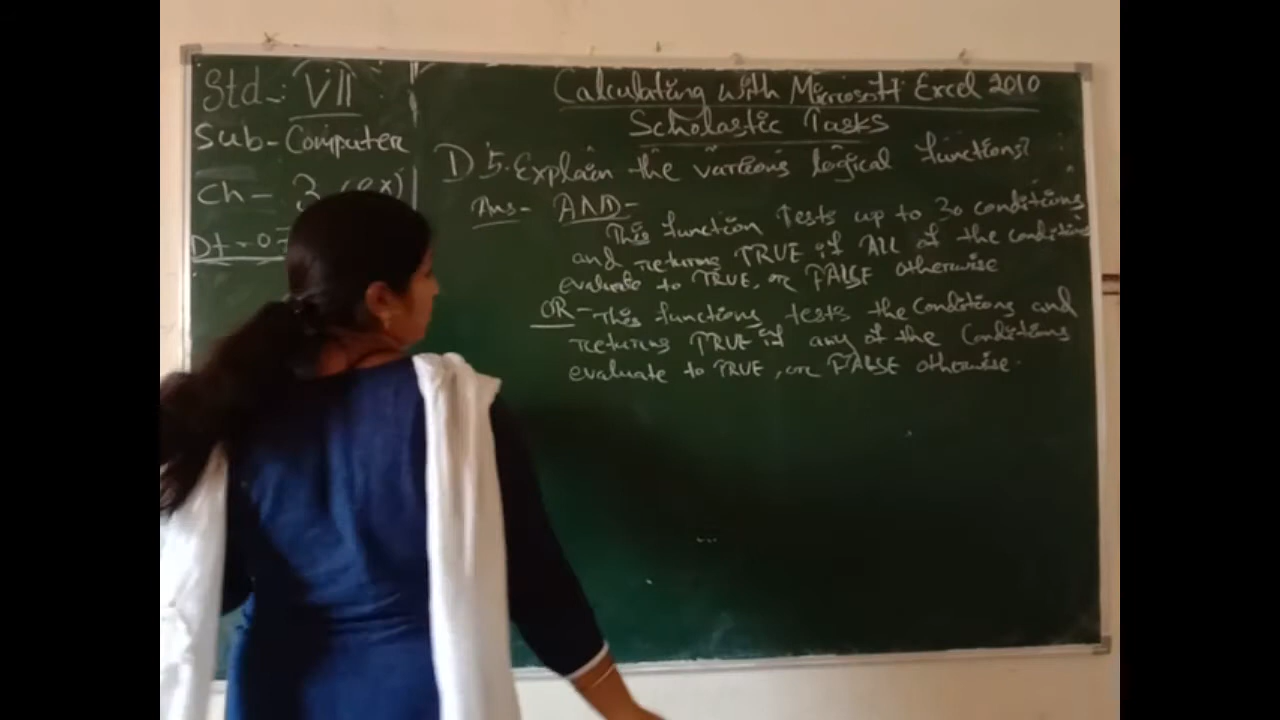 Std-: VII
Sub- Computer
Ch- 3 (ex)
Dt-07
Calculating with Microsoft Excel 2010
Scholastic Tasks
D 5. Explain the various logical functions?
Ans- AND-
This function Tests up to 30 conditions
and returns TRUE if ALL of the conditions
evaluate to TRUE, or FALSE otherwise
OR- This functions tests the Conditions and
returns TRUE if any of the Conditions
evaluate to TRUE, or FALSE otherwise.